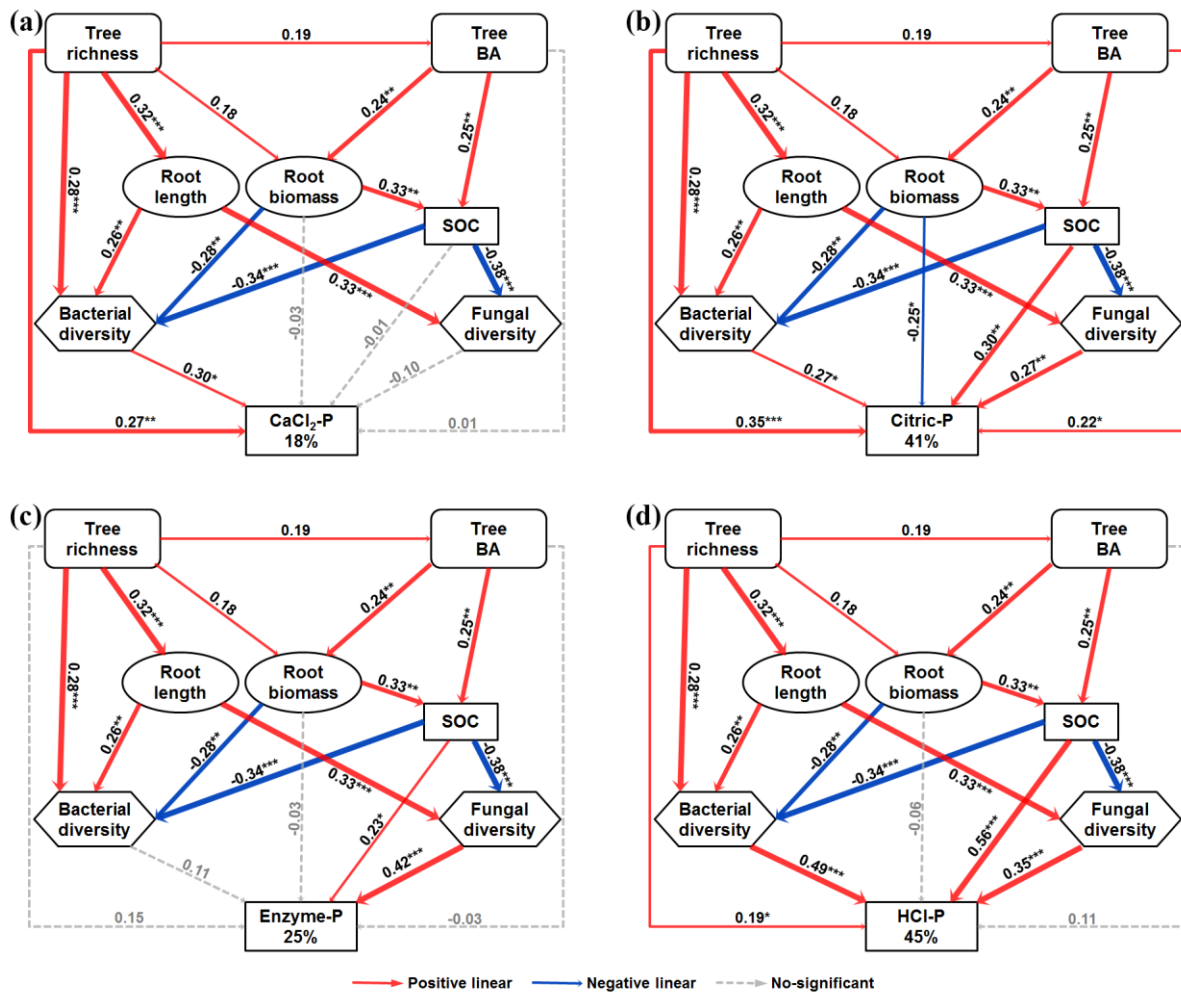 (a)
Tree
richness
0.19
Tree
BA
0.32***
0.18
0.24**
0.25**
0.28***
Root
length
Root
biomass
0.33**
SOC
0.26**
-0.28**
-0.34***
-0.38***
0.33***
Bacterial
diversity
-0.03
-0.01
Fungal
diversity
0.30*
-0.10
0.27**
CaCl₂-P
18%
0.01
(b)
Tree
richness
0.19
Tree
BA
0.32***
0.18
0.24**
0.25**
0.28***
Root
length
Root
biomass
0.33**
SOC
0.26**
-0.28**
-0.34***
-0.38***
0.33***
Bacterial
diversity
-0.25*
0.30**
Fungal
diversity
0.27*
0.27**
0.35***
Citric-P
41%
0.22*
(c)
Tree
richness
0.19
Tree
BA
0.32***
0.18
0.24**
0.25**
0.28***
Root
length
Root
biomass
0.33**
SOC
0.26**
-0.28**
-0.34***
-0.38***
0.33***
Bacterial
diversity
-0.03
0.23*
Fungal
diversity
0.11
0.42***
0.15
Enzyme-P
25%
-0.03
(d)
Tree
richness
0.19
Tree
BA
0.32***
0.18
0.24**
0.25**
0.28***
Root
length
Root
biomass
0.33**
SOC
0.26**
-0.28**
-0.34***
-0.38***
0.33***
Bacterial
diversity
-0.06
0.56***
Fungal
diversity
0.49***
0.35***
0.19*
HCl-P
45%
0.11
Positive linear
Negative linear
No-significant